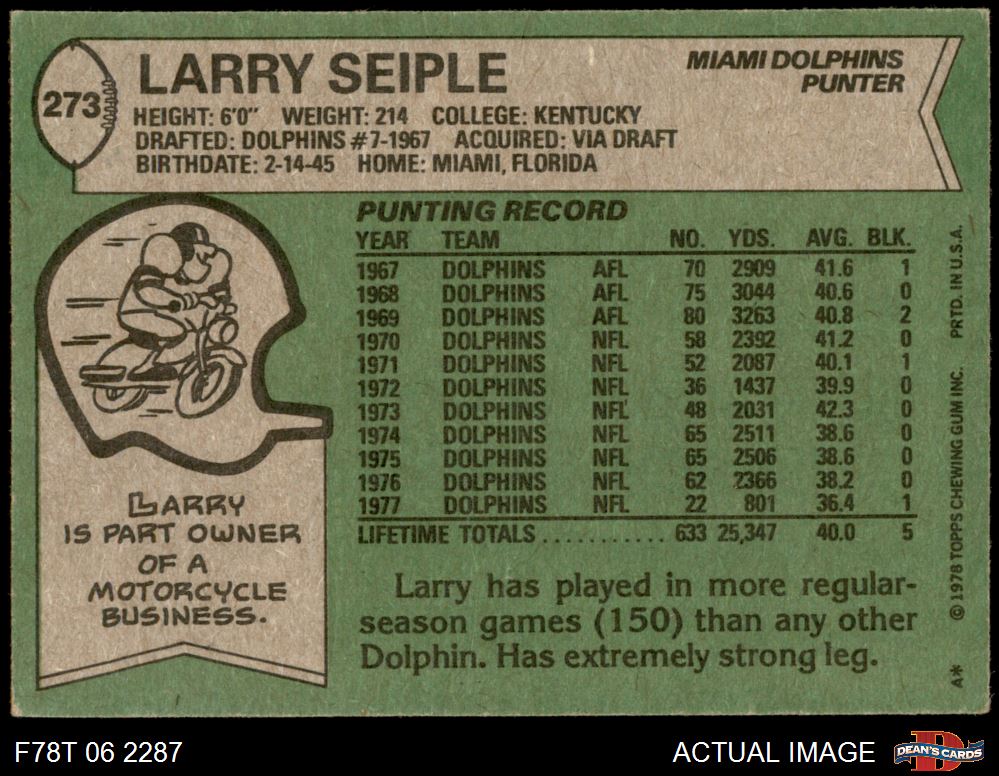 273
LARRY SEIPLE
MIAMI DOLPHINS
PUNTER
HEIGHT: 6'0" WEIGHT: 214 COLLEGE: KENTUCKY
DRAFTED: DOLPHINS #7-1967 ACQUIRED: VIA DRAFT
BIRTHDATE: 2-14-45 HOME: MIAMI, FLORIDA
PUNTING RECORD
YEAR TEAM NO. YDS. AVG. BLK.
1967 DOLPHINS AFL 70 2909 41.6 1
1968 DOLPHINS AFL 75 3044 40.6 0
1969 DOLPHINS AFL 80 3263 40.8 2
1970 DOLPHINS NFL 58 2392 41.2 0
1971 DOLPHINS NFL 52 2087 40.1 1
1972 DOLPHINS NFL 36 1437 39.9 0
1973 DOLPHINS NFL 48 2031 42.3 0
1974 DOLPHINS NFL 65 2511 38.6 0
1975 DOLPHINS NFL 65 2506 38.6 0
1976 DOLPHINS NFL 62 2366 38.2 0
1977 DOLPHINS NFL 22 801 36.4 1
LIFETIME TOTALS........... 633 25,347 40.0 5
LARRY
IS PART OWNER
OF A
MOTORCYCLE
BUSINESS.
Larry has played in more regular-
season games (150) than any other
Dolphin. Has extremely strong leg.
A* © 1978 TOPPS CHEWING GUM INC. PRTD. IN U.S.A.
F78T 06 2287
ACTUAL IMAGE
DEAN'S CARDS